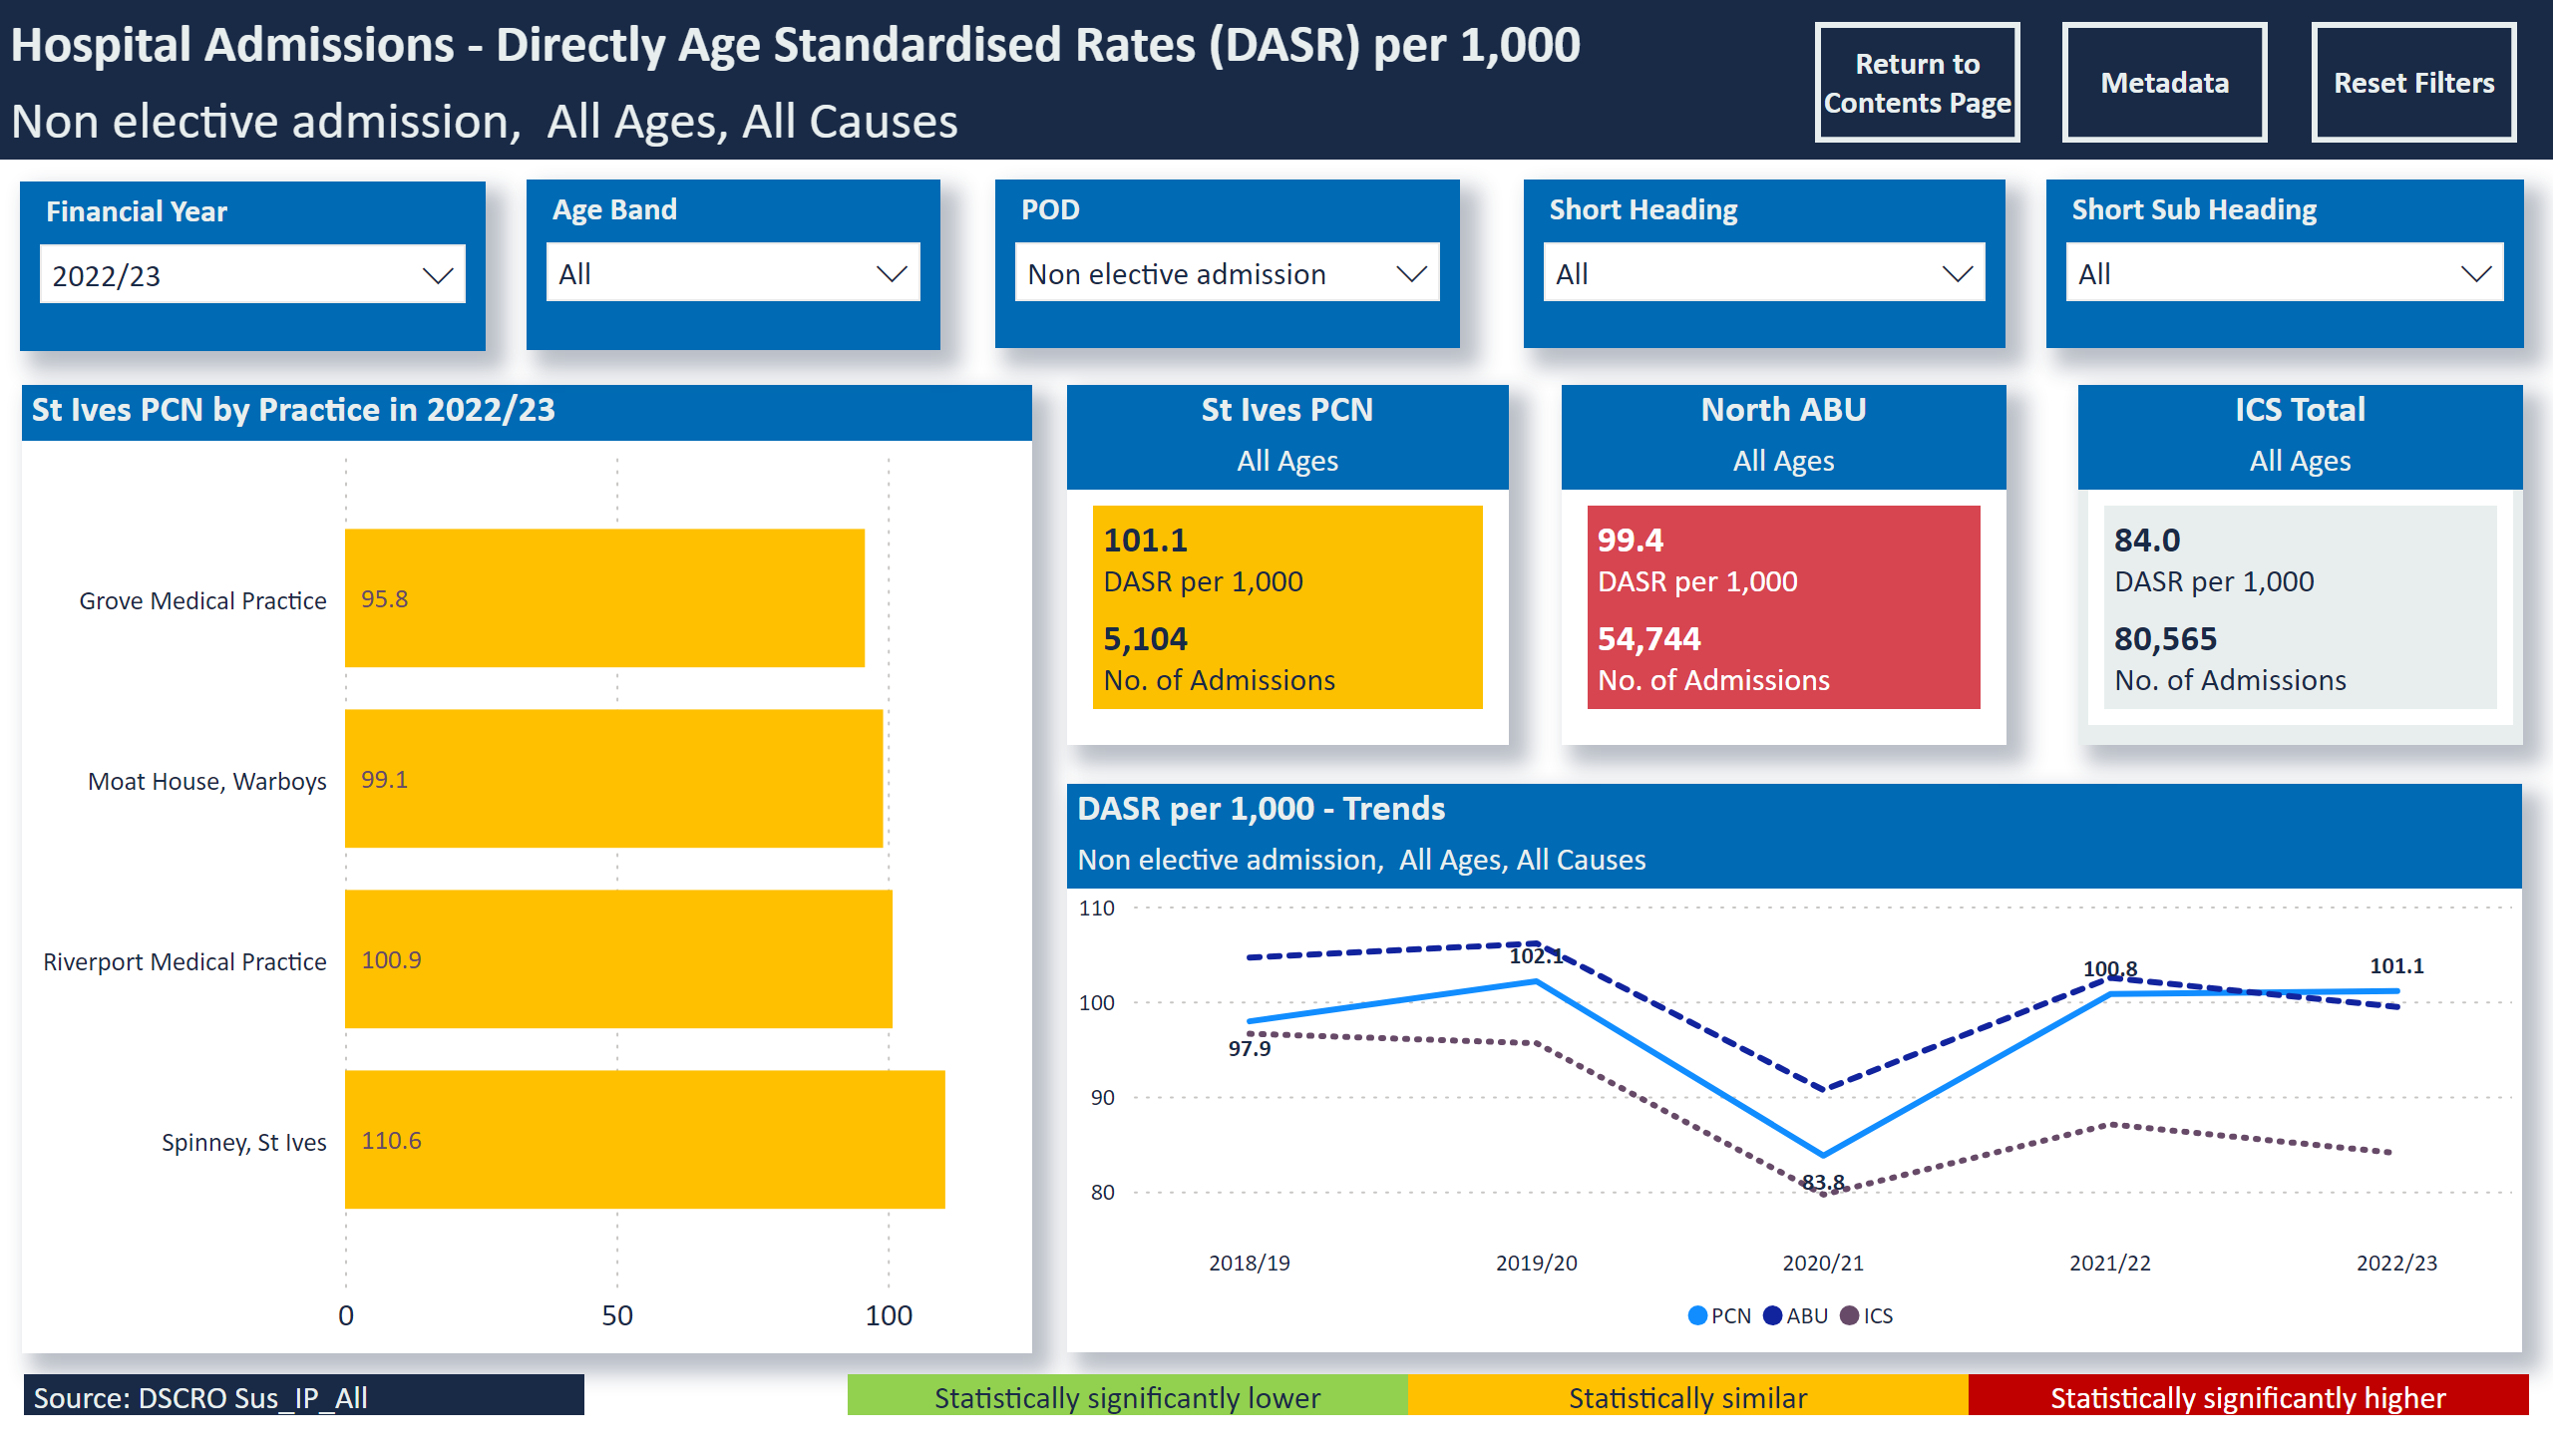 Hospital Admissions - Directly Age Standardised Rates (DASR) per 1,000
Non elective admission, All Ages, All Causes
Return to
Contents Page
Metadata
Reset Filters
Financial Year
2022/23
Age Band
All
POD
Non elective admission
Short Heading
All
Short Sub Heading
All
St Ives PCN by Practice in 2022/23
Grove Medical Practice
95.8
Moat House, Warboys
99.1
Riverport Medical Practice
100.9
Spinney, St Ives
110.6
0
50
100
St Ives PCN
All Ages
101.1
DASR per 1,000
5,104
No. of Admissions
North ABU
All Ages
99.4
DASR per 1,000
54,744
No. of Admissions
ICS Total
All Ages
84.0
DASR per 1,000
80,565
No. of Admissions
DASR per 1,000 - Trends
Non elective admission, All Ages, All Causes
110
100
90
80
97.9
102.1
83.8
100.8
101.1
2018/19
2019/20
2020/21
2021/22
2022/23
PCN
ABU
ICS
Source: DSCRO Sus_IP_All
Statistically significantly lower
Statistically similar
Statistically significantly higher